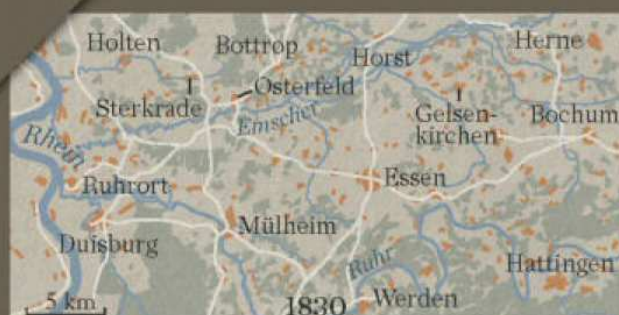 Holten
Bottrop
Herne
Horst
Osterfeld
Sterkrade
Emscher
Gelsen-
kirchen
Bochum
Rhein
Ruhrort
Essen
Mülheim
Duisburg
Ruhr
Hattingen
5 km
1830
Werden